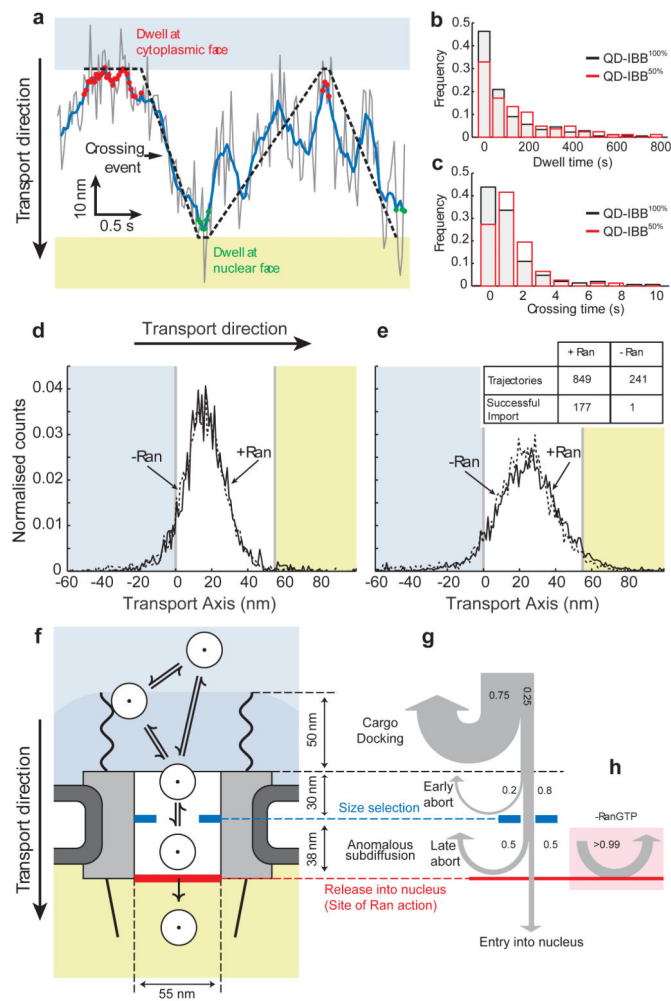 a
Dwell at
cytoplasmic face
Transport direction
Crossing
event
10 nm
0.5 s
Dwell at
nuclear face
b
Frequency
0.5
0.4
0.3
0.2
0.1
0
QD-IBB100%
QD-IBB50%
0 200 400 600 800
Dwell time (s)
c
Frequency
0.5
0.4
0.3
0.2
0.1
0
QD-IBB100%
QD-IBB50%
0 2 4 6 8 10
Crossing time (s)
d
Transport direction
Normalised counts
0.04
0.03
0.02
0.01
0
-Ran
+Ran
-60 -40 -20 0 20 40 60 80
Transport Axis (nm)
e
+ Ran - Ran
Trajectories 849 241
Successful
Import 177 1
-Ran
+Ran
-60 -40 -20 0 20 40 60 80 100
Transport Axis (nm)
f
Transport direction
50 nm
30 nm
38 nm
Size selection
Anomalous
subdiffusion
Release into nucleus
(Site of Ran action)
55 nm
g
0.75
0.25
Cargo
Docking
Early
abort
0.2
0.8
Late
abort
0.5
0.5
Entry into nucleus
h
-RanGTP
>0.99